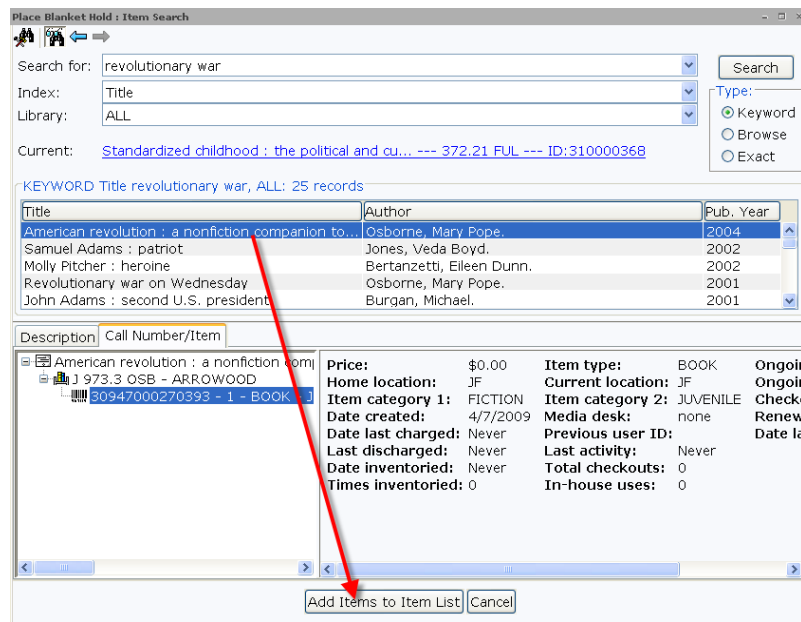 Place Blanket Hold : Item Search
Search for: revolutionary war Search
Index: Title Type:
Library: ALL Keyword
Browse
Current: Standardized childhood : the political and cu... --- 372.21 FUL --- ID:310000368 Exact
KEYWORD Title revolutionary war, ALL: 25 records
Title Author Pub. Year
American revolution : a nonfiction companion to... Osborne, Mary Pope. 2004
Samuel Adams : patriot Jones, Veda Boyd. 2002
Molly Pitcher : heroine Bertanzetti, Eileen Dunn. 2002
Revolutionary war on Wednesday Osborne, Mary Pope. 2001
John Adams : second U.S. president Burgan, Michael. 2001
Description Call Number/Item
American revolution : a nonfiction com
J 973.3 OSB - ARROWOOD
30947000270393 - 1 - BOOK - J
Price: $0.00 Item type: BOOK Ongoi
Home location: JF Current location: JF Ongoi
Item category 1: FICTION Item category 2: JUVENILE Check
Date created: 4/7/2009 Media desk: none Renew
Date last charged: Never Previous user ID: Date la
Last discharged: Never Last activity: Never
Date inventoried: Never Total checkouts: 0
Times inventoried: 0 In-house uses: 0
Add Items to Item List Cancel